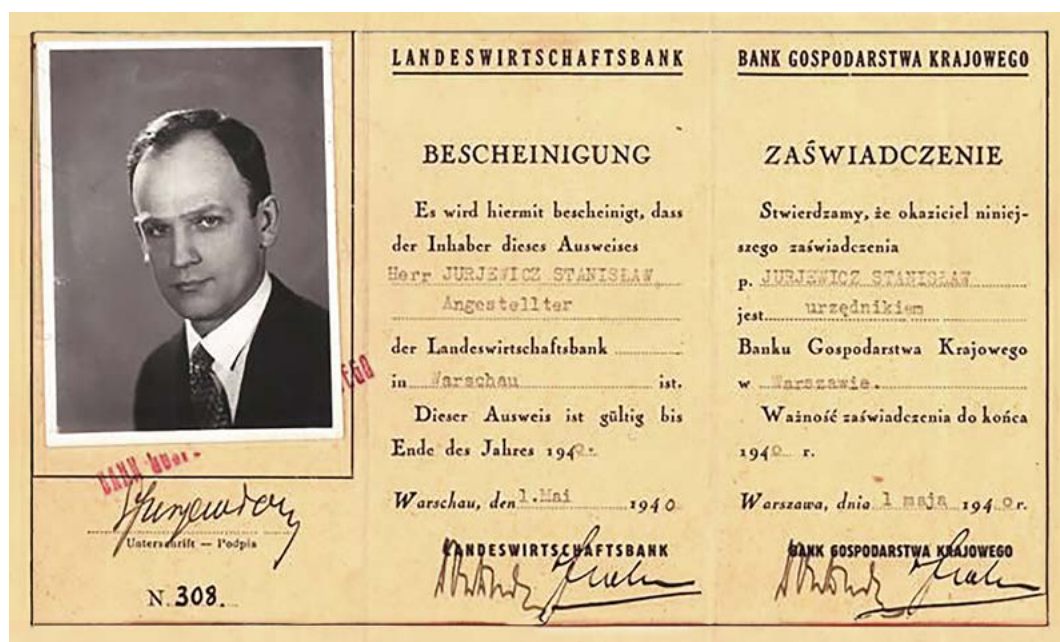 LANDESWIRTSCHAFTSBANK
BESCHEINIGUNG
Es wird hiermit bescheinigt, dass
der Inhaber dieses Ausweises
Herr JURJEWICZ STANISŁAW
Angestellter
der Landeswirtschaftsbank
in Warschau ist.
Dieser Ausweis ist gültig bis
Ende des Jahres 1940.
Warschau, den 1.Mai 1940
LANDESWIRTSCHAFTSBANK
BANK GOSPODARSTWA KRAJOWEGO
ZAŚWIADCZENIE
Stwierdzamy, że okaziciel niniej-
szego zaświadczenia
p. JURJEWICZ STANISŁAW
jest urzędnikiem
Banku Gospodarstwa Krajowego
w Warszawie.
Ważność zaświadczenia do końca
1940 r.
Warszawa, dnia 1 maja 1940 r.
BANK GOSPODARSTWA KRAJOWEGO
BANK
Unterschrift — Podpis
N. 308.